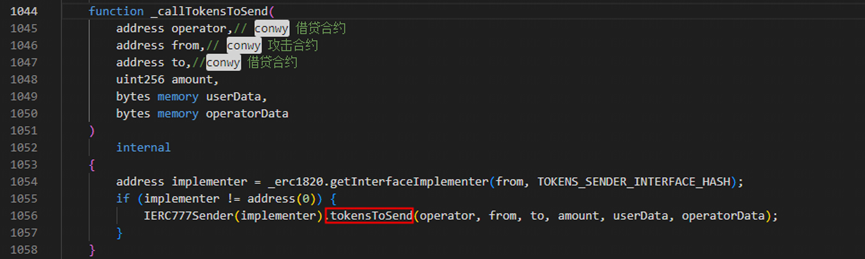 1044 function _callTokensToSend(
1045 address operator,// conwy 借贷合约
1046 address from,// conwy 攻击合约
1047 address to,//conwy 借贷合约
1048 uint256 amount,
1049 bytes memory userData,
1050 bytes memory operatorData
1051 )
1052 internal
1053 {
1054 address implementer = _erc1820.getInterfaceImplementer(from, TOKENS_SENDER_INTERFACE_HASH);
1055 if (implementer != address(0)) {
1056 IERC777Sender(implementer).tokensToSend(operator, from, to, amount, userData, operatorData);
1057 }
1058 }